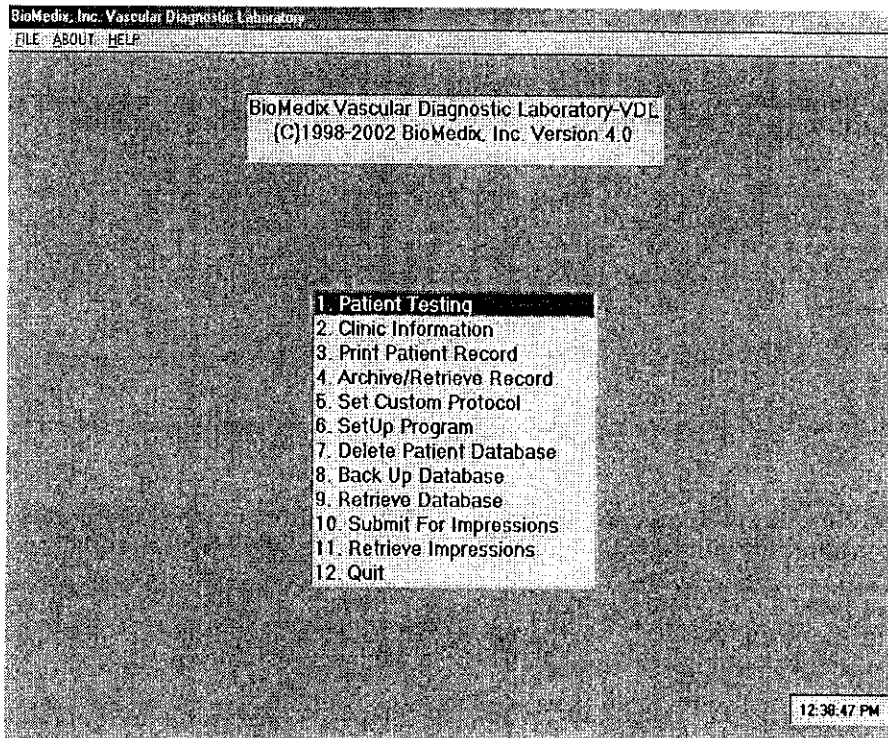 BioMedix, Inc. Vascular Diagnostic Laboratory
FILE ABOUT HELP
BioMedix Vascular Diagnostic Laboratory-VDL
(C)1998-2002 BioMedix, Inc. Version 4.0
1. Patient Testing
2. Clinic Information
3. Print Patient Record
4. Archive/Retrieve Record
5. Set Custom Protocol
6. SetUp Program
7. Delete Patient Database
8. Back Up Database
9. Retrieve Database
10. Submit For Impressions
11. Retrieve Impressions
12. Quit
12:38:47 PM